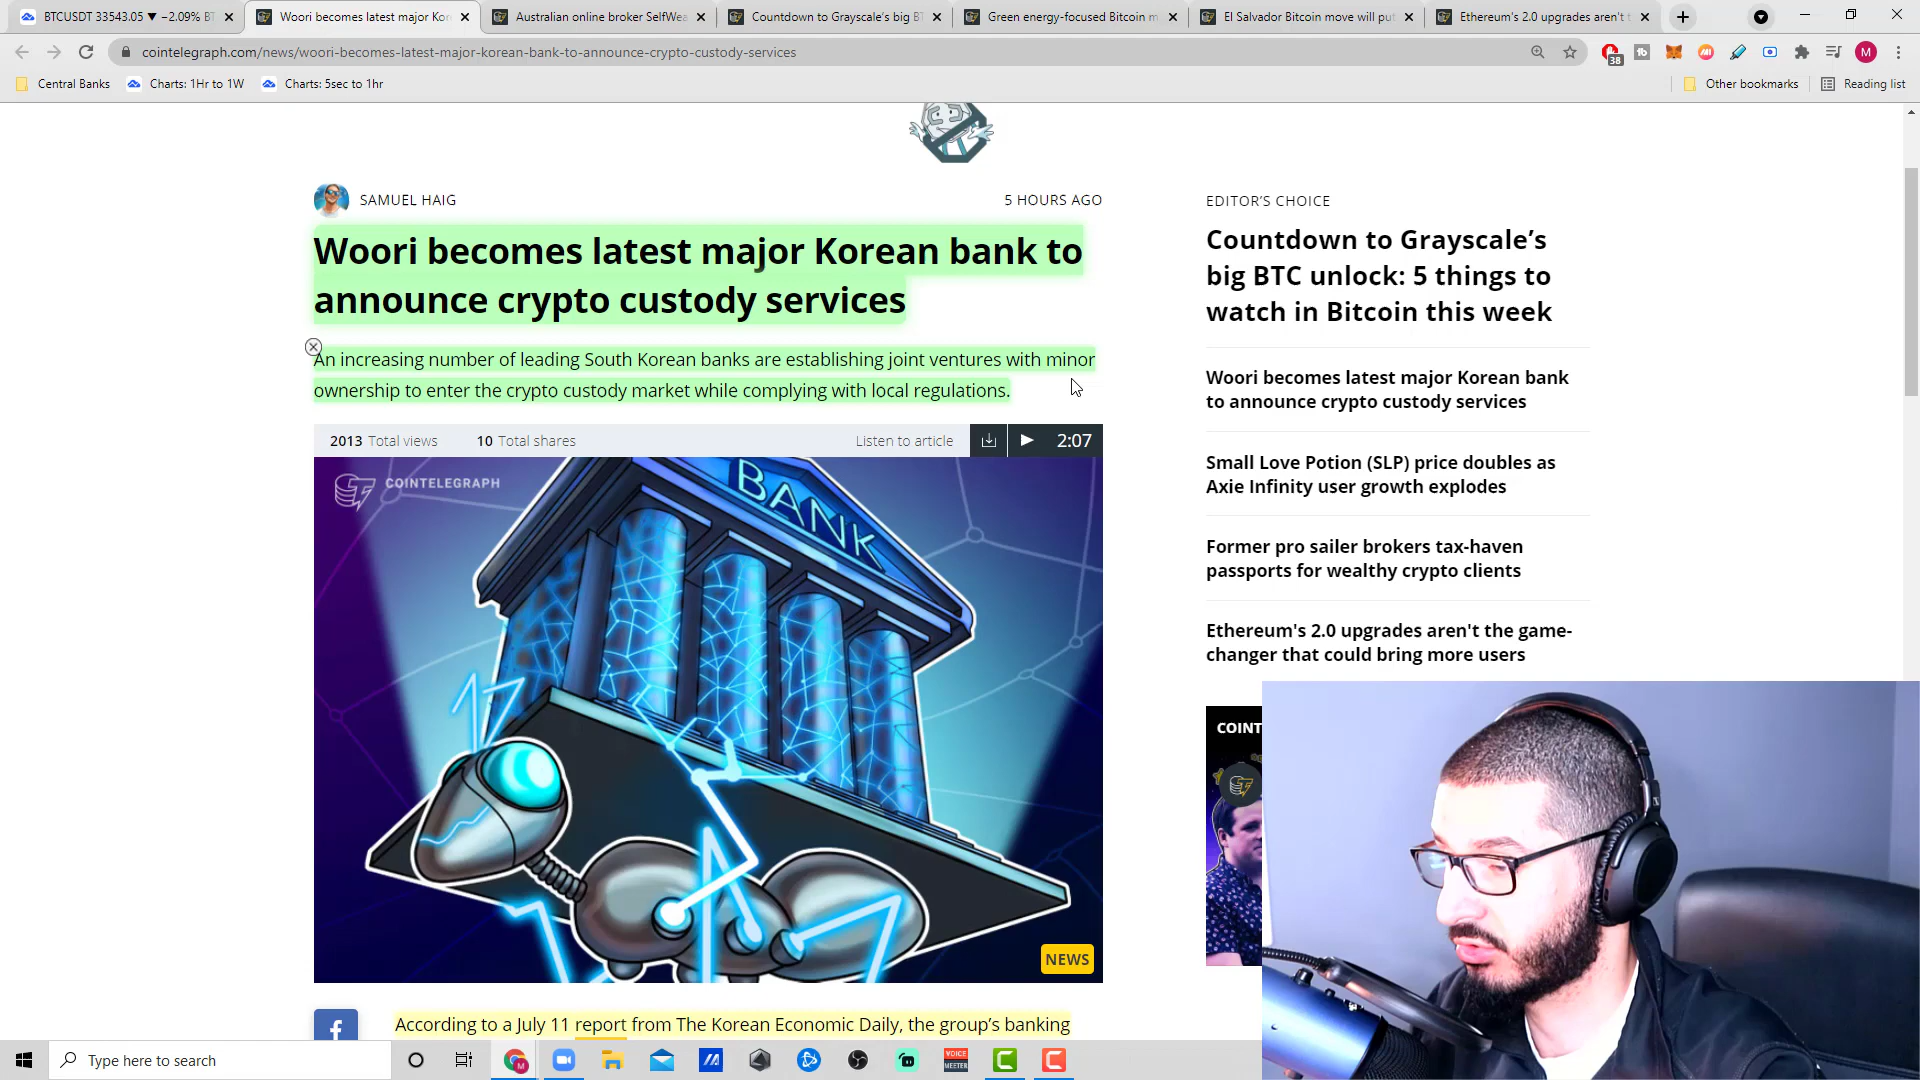 BTCUSDT 33543.05 ▼ −2.09% BT
Woori becomes latest major Kor
Australian online broker SelfWea
Countdown to Grayscale's big BT
Green energy-focused Bitcoin m
El Salvador Bitcoin move will put
Ethereum's 2.0 upgrades aren't t
cointelegraph.com/news/woori-becomes-latest-major-korean-bank-to-announce-crypto-custody-services
38
M
Central Banks
Charts: 1Hr to 1W
Charts: 5sec to 1hr
Other bookmarks
Reading list
SAMUEL HAIG
5 HOURS AGO
Woori becomes latest major Korean bank to
announce crypto custody services
An increasing number of leading South Korean banks are establishing joint ventures with minor
ownership to enter the crypto custody market while complying with local regulations.
2013 Total views
10 Total shares
Listen to article
2:07
COINTELEGRAPH
BANK
NEWS
According to a July 11 report from The Korean Economic Daily, the group's banking
EDITOR'S CHOICE
Countdown to Grayscale's
big BTC unlock: 5 things to
watch in Bitcoin this week
Woori becomes latest major Korean bank
to announce crypto custody services
Small Love Potion (SLP) price doubles as
Axie Infinity user growth explodes
Former pro sailer brokers tax-haven
passports for wealthy crypto clients
Ethereum's 2.0 upgrades aren't the game-
changer that could bring more users
COINT
Type here to search
VOICE
MEETER